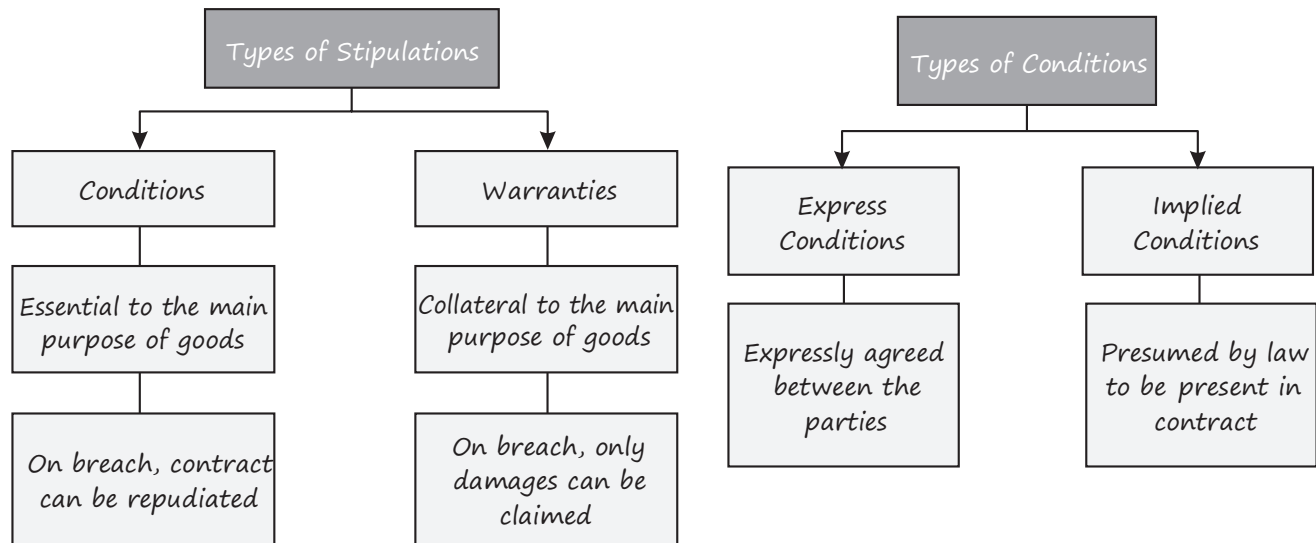 Types of Stipulations
Conditions
Warranties
Essential to the main
purpose of goods
Collateral to the main
purpose of goods
On breach, contract
can be repudiated
On breach, only
damages can be
claimed
Types of Conditions
Express
Conditions
Implied
Conditions
Expressly agreed
between the
parties
Presumed by law
to be present in
contract